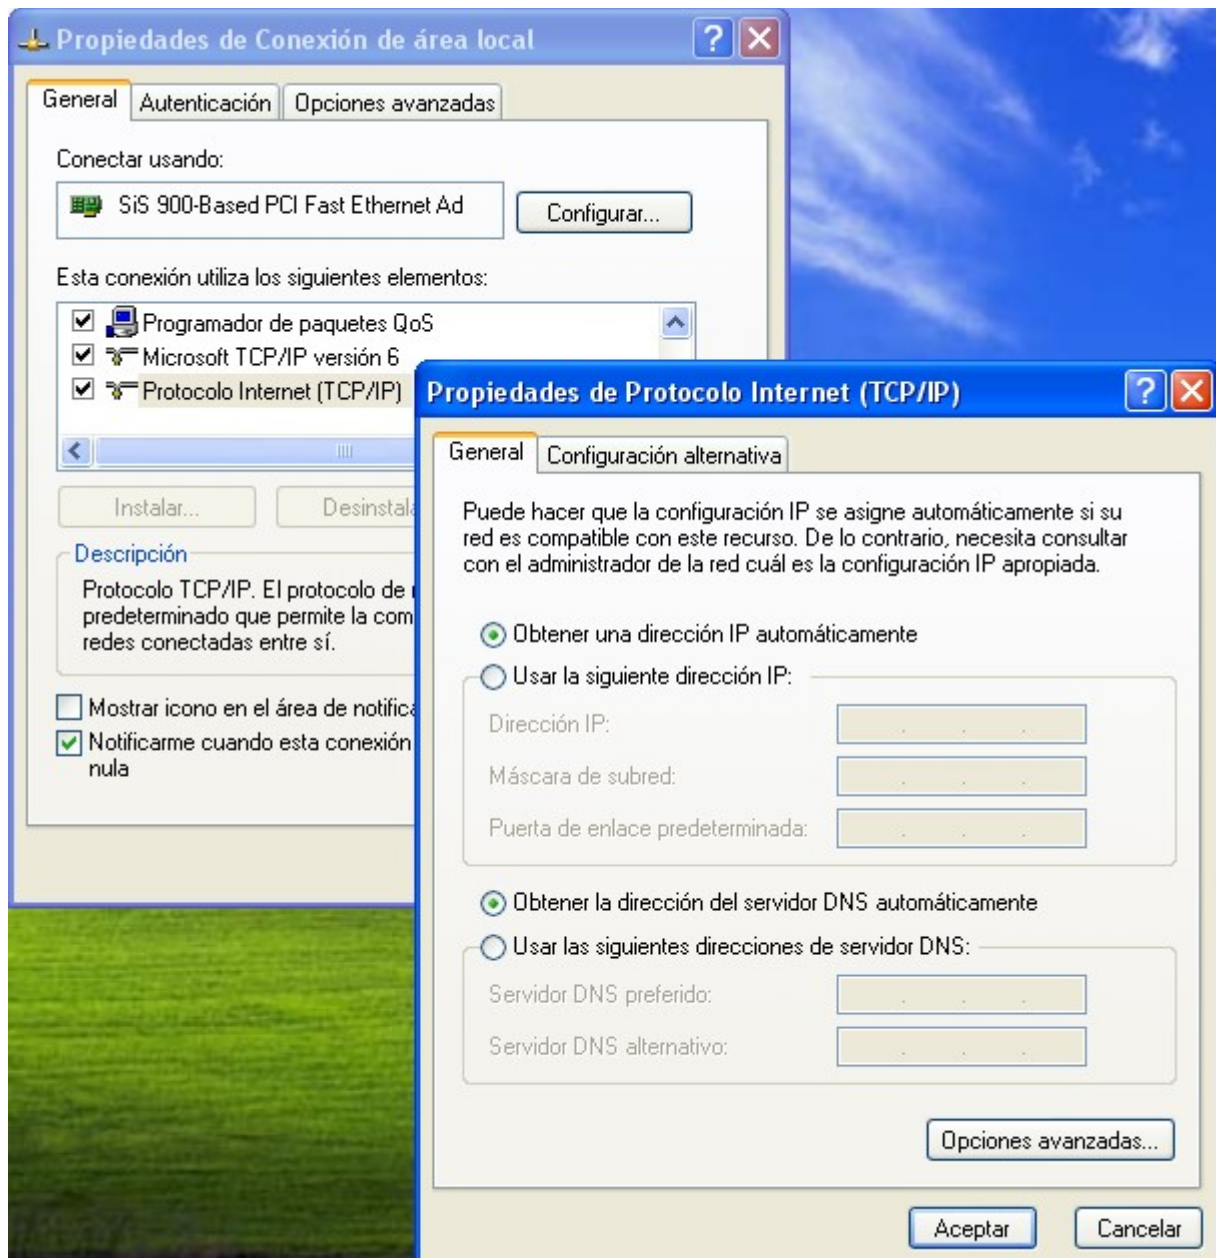 Propiedades de Conexión de área local
General
Autenticación
Opciones avanzadas
Conectar usando:
SiS 900-Based PCI Fast Ethernet Ad
Configurar...
Esta conexión utiliza los siguientes elementos:
Programador de paquetes QoS
Microsoft TCP/IP versión 6
Protocolo Internet (TCP/IP)
Instalar...
Descripción
Protocolo TCP/IP. El protocolo de
predeterminado que permite la
redes conectadas entre sí.
Mostrar icono en el área de
Notificarme cuando esta conexión
nula
Propiedades de Protocolo Internet (TCP/IP)
General
Configuración alternativa
Puede hacer que la configuración IP se asigne automáticamente si su
red es compatible con este recurso. De lo contrario, necesita consultar
con el administrador de la red cuál es la configuración IP apropiada.
Obtener una dirección IP automáticamente
Usar la siguiente dirección IP:
Dirección IP:
Máscara de subred:
Puerta de enlace predeterminada:
Obtener la dirección del servidor DNS automáticamente
Usar las siguientes direcciones de servidor DNS:
Servidor DNS preferido:
Servidor DNS alternativo:
Opciones avanzadas...
Aceptar
Cancelar